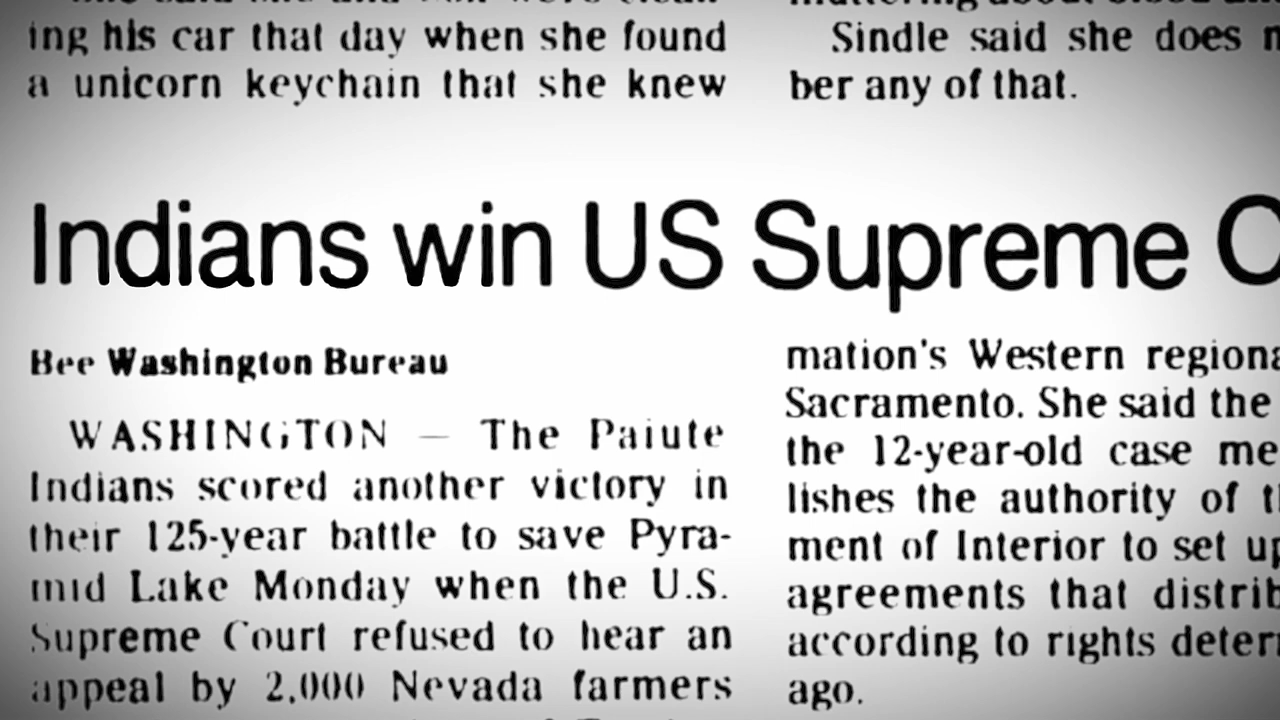 ing his car that day when she found
a unicorn keychain that she knew
Sindle said she does
ber any of that.
Indians win US Supreme
Bee Washington Bureau
WASHINGTON — The Paiute
Indians scored another victory in
their 125-year battle to save Pyra-
mid Lake Monday when the U.S.
Supreme Court refused to hear an
appeal by 2,000 Nevada farmers
mation's Western regiona
Sacramento. She said the
the 12-year-old case me
lishes the authority of t
ment of Interior to set up
agreements that distrib
according to rights deter
ago.